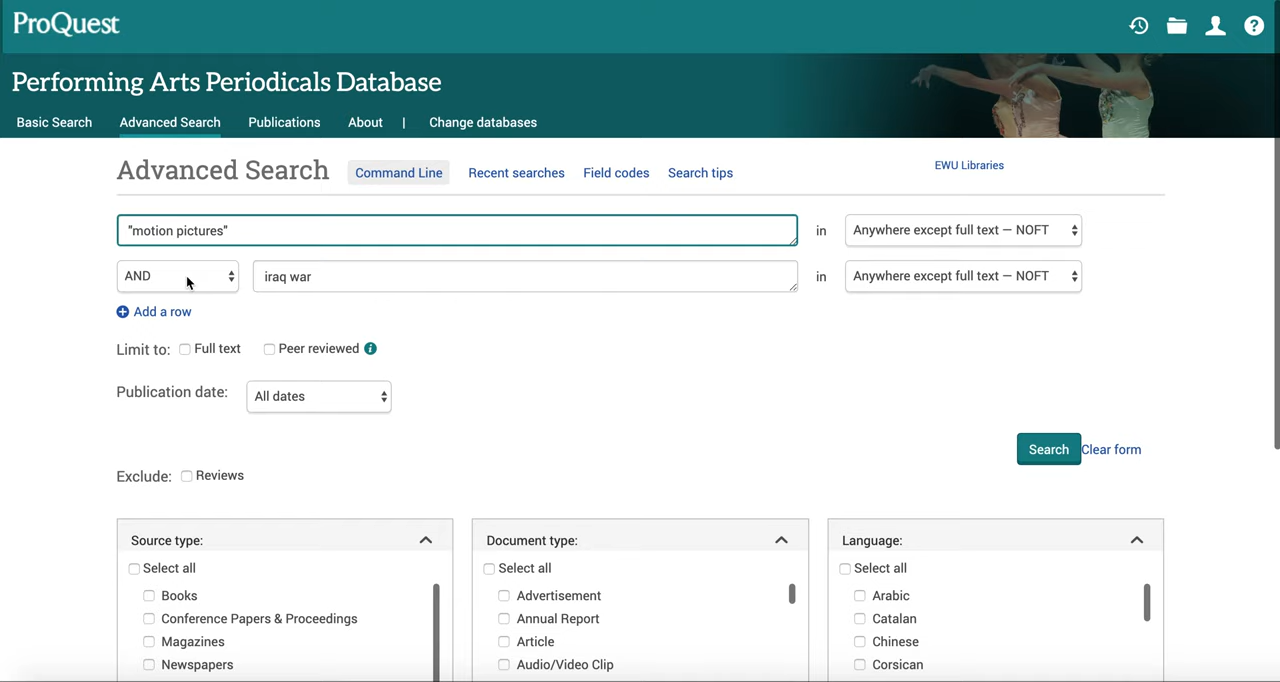 ProQuest
Performing Arts Periodicals Database
Basic Search Advanced Search Publications About | Change databases
Advanced Search Command Line Recent searches Field codes Search tips EWU Libraries
"motion pictures" in Anywhere except full text — NOFT
AND iraq war in Anywhere except full text — NOFT
Add a row
Limit to: Full text Peer reviewed
Publication date: All dates
Search Clear form
Exclude: Reviews
Source type: Document type: Language:
Select all Select all Select all
Books Advertisement Arabic
Conference Papers & Proceedings Annual Report Catalan
Magazines Article Chinese
Newspapers Audio/Video Clip Corsican